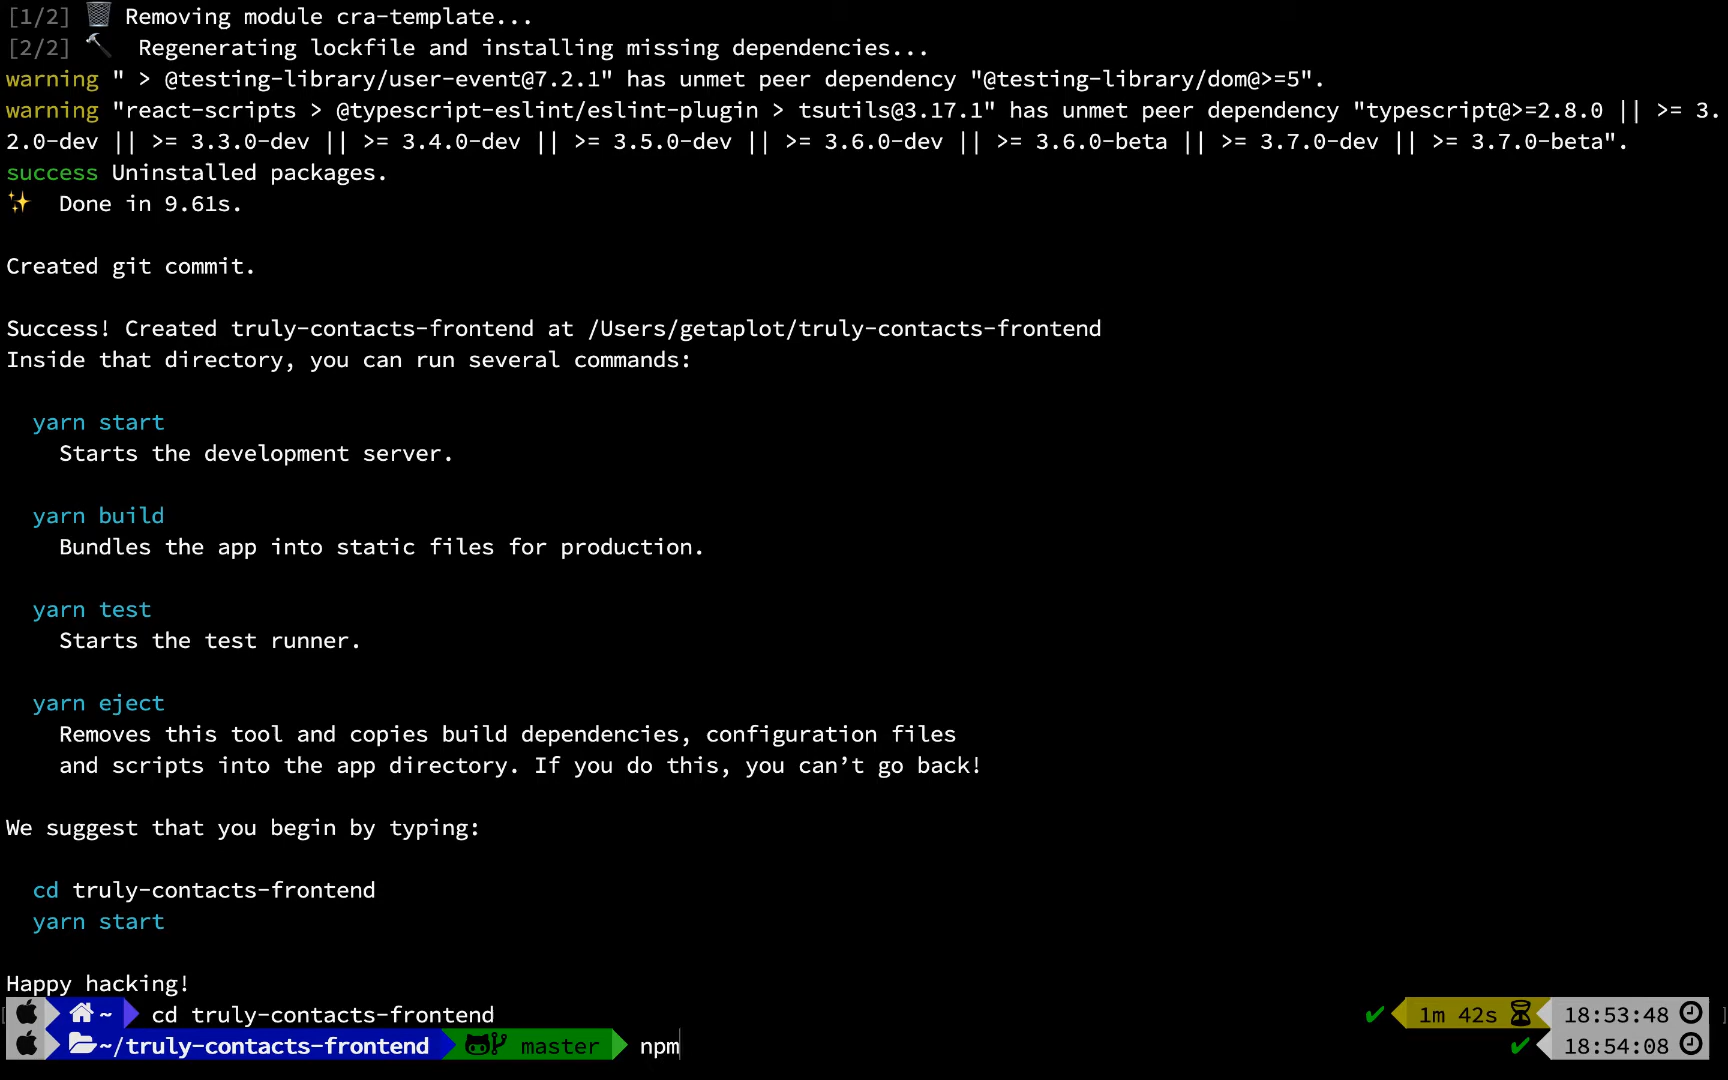 [1/2] 🗑 Removing module cra-template...
[2/2] 🔨 Regenerating lockfile and installing missing dependencies...
warning " > @testing-library/user-event@7.2.1" has unmet peer dependency "@testing-library/dom@>=5".
warning "react-scripts > @typescript-eslint/eslint-plugin > tsutils@3.17.1" has unmet peer dependency "typescript@>=2.8.0 || >= 3.
2.0-dev || >= 3.3.0-dev || >= 3.4.0-dev || >= 3.5.0-dev || >= 3.6.0-dev || >= 3.6.0-beta || >= 3.7.0-dev || >= 3.7.0-beta".
success Uninstalled packages.
✨ Done in 9.61s.
Created git commit.
Success! Created truly-contacts-frontend at /Users/getaplot/truly-contacts-frontend
Inside that directory, you can run several commands:
yarn start
Starts the development server.
yarn build
Bundles the app into static files for production.
yarn test
Starts the test runner.
yarn eject
Removes this tool and copies build dependencies, configuration files
and scripts into the app directory. If you do this, you can’t go back!
We suggest that you begin by typing:
cd truly-contacts-frontend
yarn start
Happy hacking!
~ cd truly-contacts-frontend ✔ 1m 42s 18:53:48
~/truly-contacts-frontend master npm ✔ 18:54:08